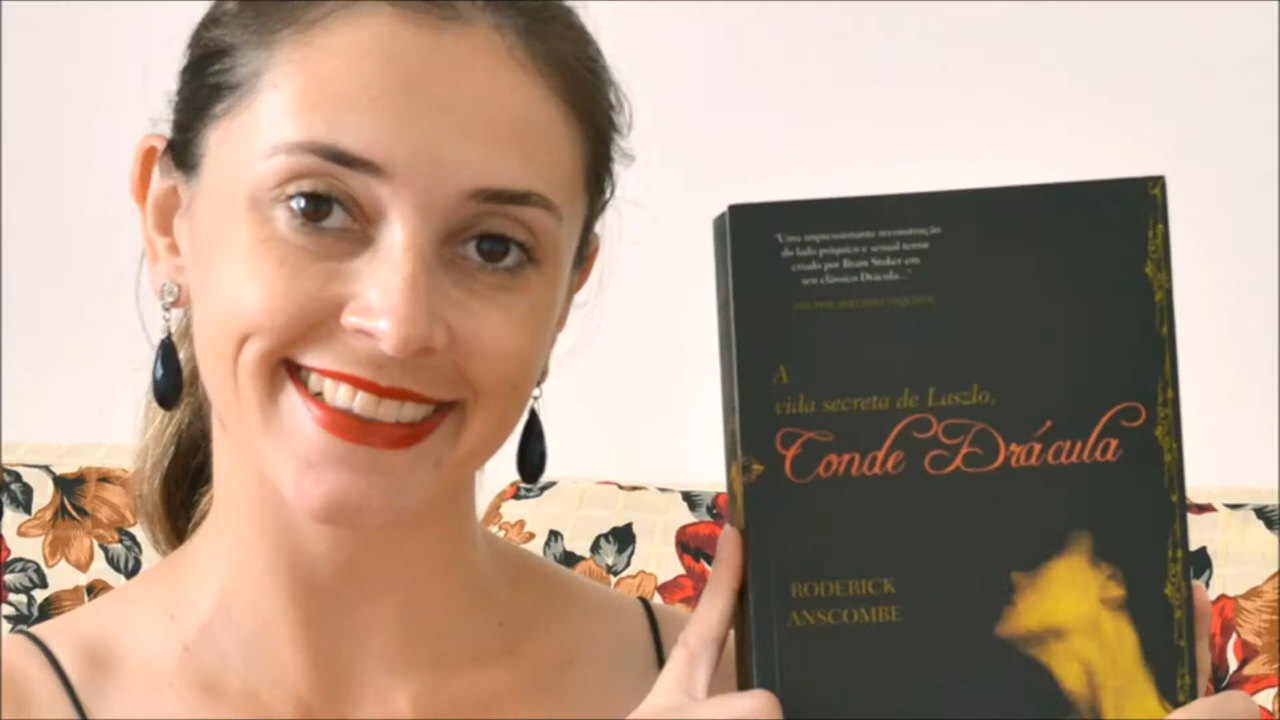 "Uma impressionante reconstrução
do lado psíquico e sexual terno
criado por Bram Stoker em
seu clássico Drácula..."
A
vida secreta de Laszlo,
Conde Drácula
RODERICK
ANSCOMBE